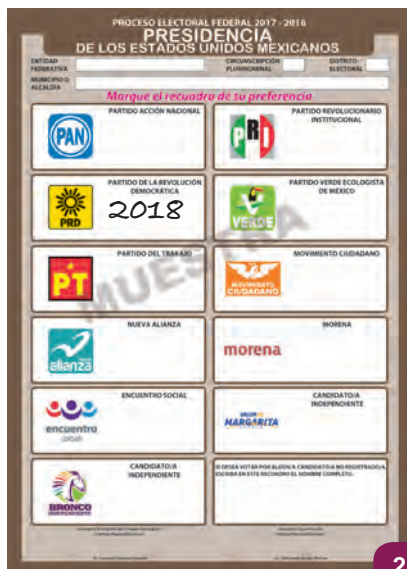 PROCESO ELECTORAL FEDERAL 2017 - 2018
PRESIDENCIA
DE LOS ESTADOS UNIDOS MEXICANOS
ENTIDAD FEDERATIVA
CIRCUNSCRIPCIÓN PLURINOMINAL
DISTRITO ELECTORAL
MUNICIPIO O ALCALDÍA
Marque el recuadro de su preferencia
PARTIDO ACCIÓN NACIONAL
PAN
PARTIDO REVOLUCIONARIO INSTITUCIONAL
PRI
PARTIDO DE LA REVOLUCIÓN DEMOCRÁTICA
PRD
2018
PARTIDO VERDE ECOLOGISTA DE MÉXICO
VERDE
MUESTRA
PARTIDO DEL TRABAJO
PT
MOVIMIENTO CIUDADANO
MOVIMIENTO CIUDADANO
NUEVA ALIANZA
alianza
MORENA
morena
ENCUENTRO SOCIAL
encuentro social
CANDIDATO/A INDEPENDIENTE
MARGARITA
CANDIDATO/A INDEPENDIENTE
BRONCO
INDEPENDIENTE
SI DESEA VOTAR POR ALGÚN/A CANDIDATO/A NO REGISTRADO/A, ESCRIBA EN ESTE RECUADRO EL NOMBRE COMPLETO.
2